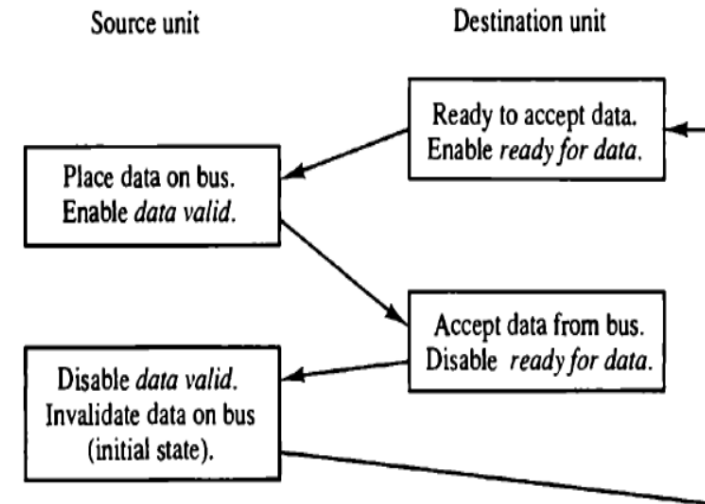 Source unit
Destination unit
Ready to accept data.
Enable ready for data.
Place data on bus.
Enable data valid.
Accept data from bus.
Disable ready for data.
Disable data valid.
Invalidate data on bus
(initial state).